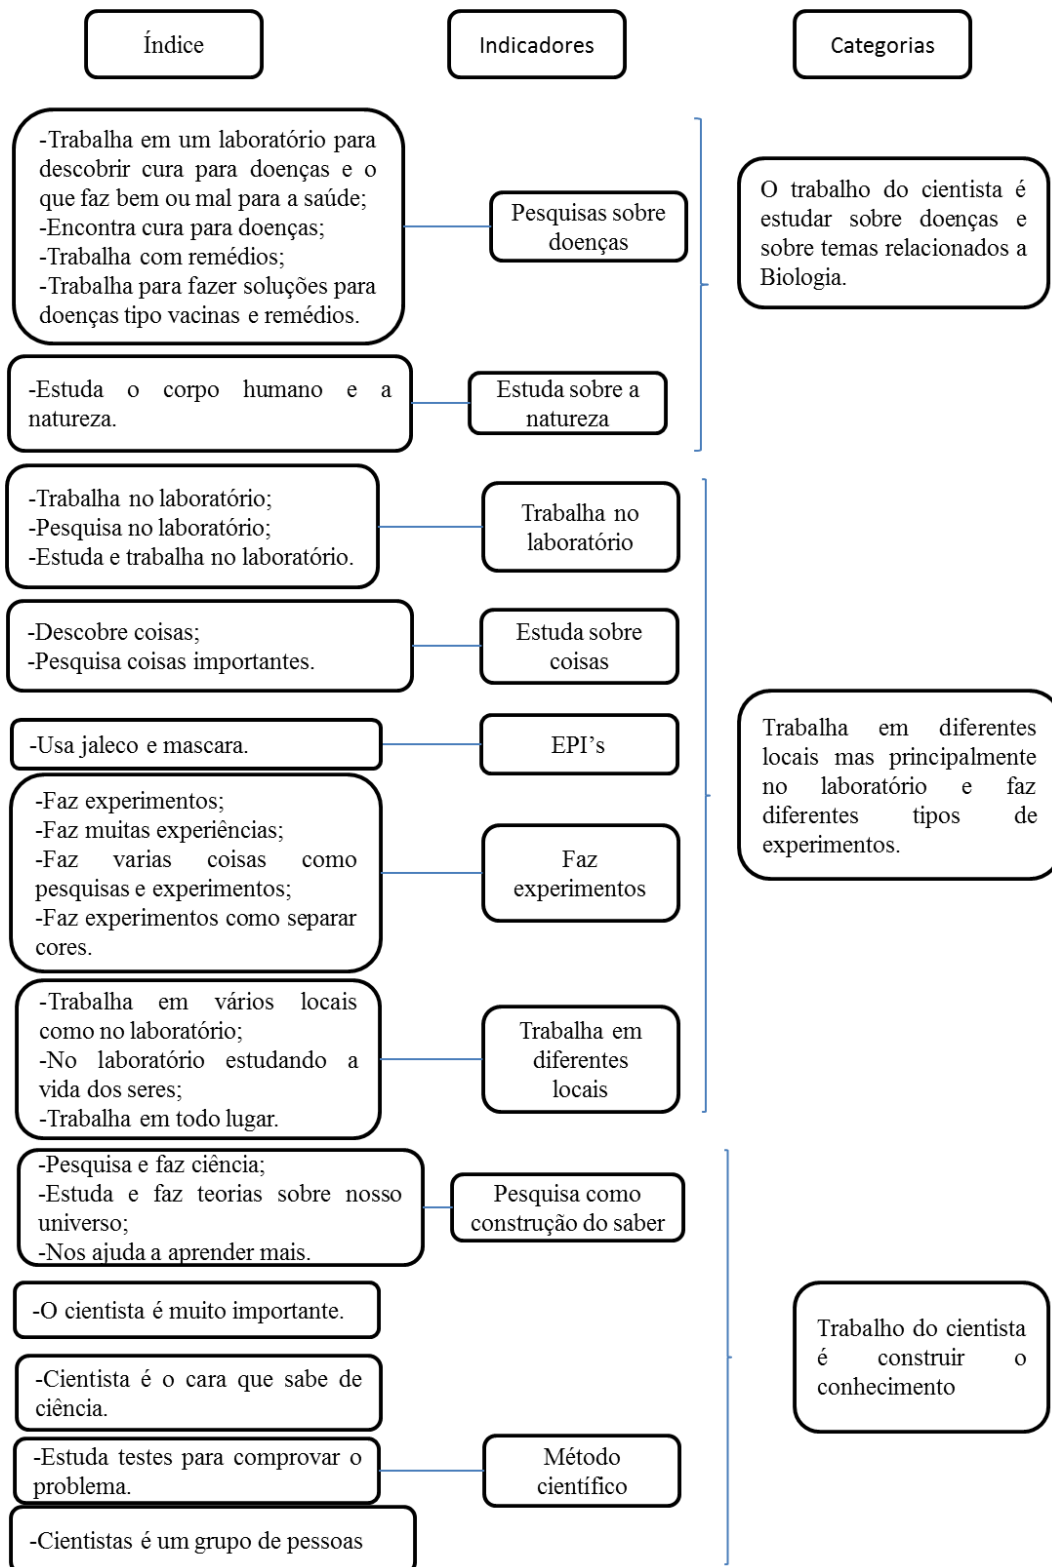 Índice
Indicadores
Categorias
-Trabalha em um laboratório para
descobrir cura para doenças e o
que faz bem ou mal para a saúde;
-Encontra cura para doenças;
-Trabalha com remédios;
-Trabalha para fazer soluções para
doenças tipo vacinas e remédios.
Pesquisas sobre
doenças
O trabalho do cientista é
estudar sobre doenças e
sobre temas relacionados a
Biologia.
-Estuda o corpo humano e a
natureza.
Estuda sobre a
natureza
-Trabalha no laboratório;
-Pesquisa no laboratório;
-Estuda e trabalha no laboratório.
Trabalha no
laboratório
-Descobre coisas;
-Pesquisa coisas importantes.
Estuda sobre
coisas
-Usa jaleco e mascara.
EPI’s
Trabalha em diferentes
locais mas principalmente
no laboratório e faz
diferentes tipos de
experimentos.
-Faz experimentos;
-Faz muitas experiências;
-Faz varias coisas como
pesquisas e experimentos;
-Faz experimentos como separar
cores.
Faz
experimentos
-Trabalha em vários locais
como no laboratório;
-No laboratório estudando a
vida dos seres;
-Trabalha em todo lugar.
Trabalha em
diferentes
locais
-Pesquisa e faz ciência;
-Estuda e faz teorias sobre nosso
universo;
-Nos ajuda a aprender mais.
Pesquisa como
construção do saber
-O cientista é muito importante.
Trabalho do cientista
é construir o
conhecimento
-Cientista é o cara que sabe de
ciência.
-Estuda testes para comprovar o
problema.
Método
científico
-Cientistas é um grupo de pessoas